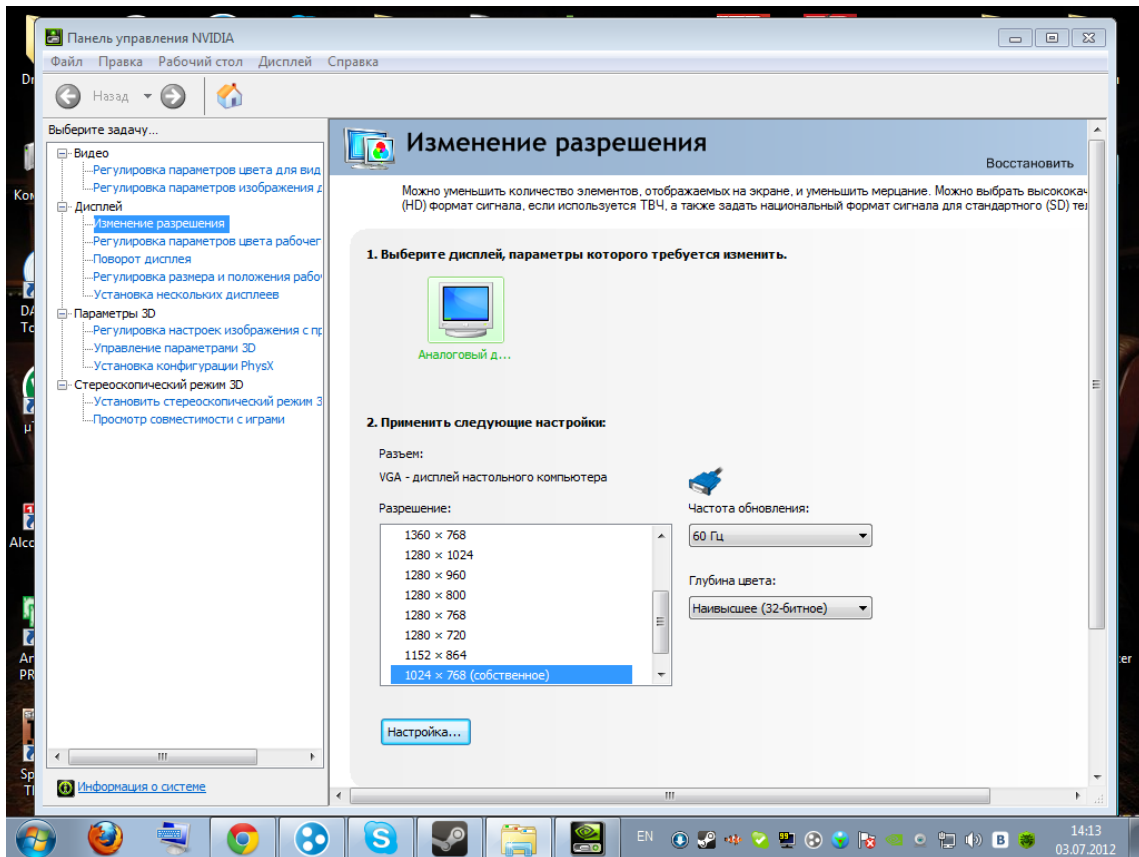 Панель управления NVIDIA
Файл Правка Рабочий стол Дисплей Справка
Назад
Выберите задачу...
Видео
Регулировка параметров цвета для вид
Регулировка параметров изображения д
Дисплей
Изменение разрешения
Регулировка параметров цвета рабочег
Поворот дисплея
Регулировка размера и положения рабо
Установка нескольких дисплеев
Параметры 3D
Регулировка настроек изображения с пр
Управление параметрами 3D
Установка конфигурации PhysX
Стереоскопический режим 3D
Установить стереоскопический режим 3
Просмотр совместимости с играми
Информация о системе
Изменение разрешения
Восстановить
Можно уменьшить количество элементов, отображаемых на экране, и уменьшить мерцание. Можно выбрать высококач
(HD) формат сигнала, если используется ТВЧ, а также задать национальный формат сигнала для стандартного (SD) тел
1. Выберите дисплей, параметры которого требуется изменить.
Аналоговый д...
2. Применить следующие настройки:
Разъем:
VGA - дисплей настольного компьютера
Разрешение:
1360 × 768
1280 × 1024
1280 × 960
1280 × 800
1280 × 768
1280 × 720
1152 × 864
1024 × 768 (собственное)
Частота обновления:
60 Гц
Глубина цвета:
Наивысшее (32-битное)
Настройка...
EN
14:13
03.07.2012